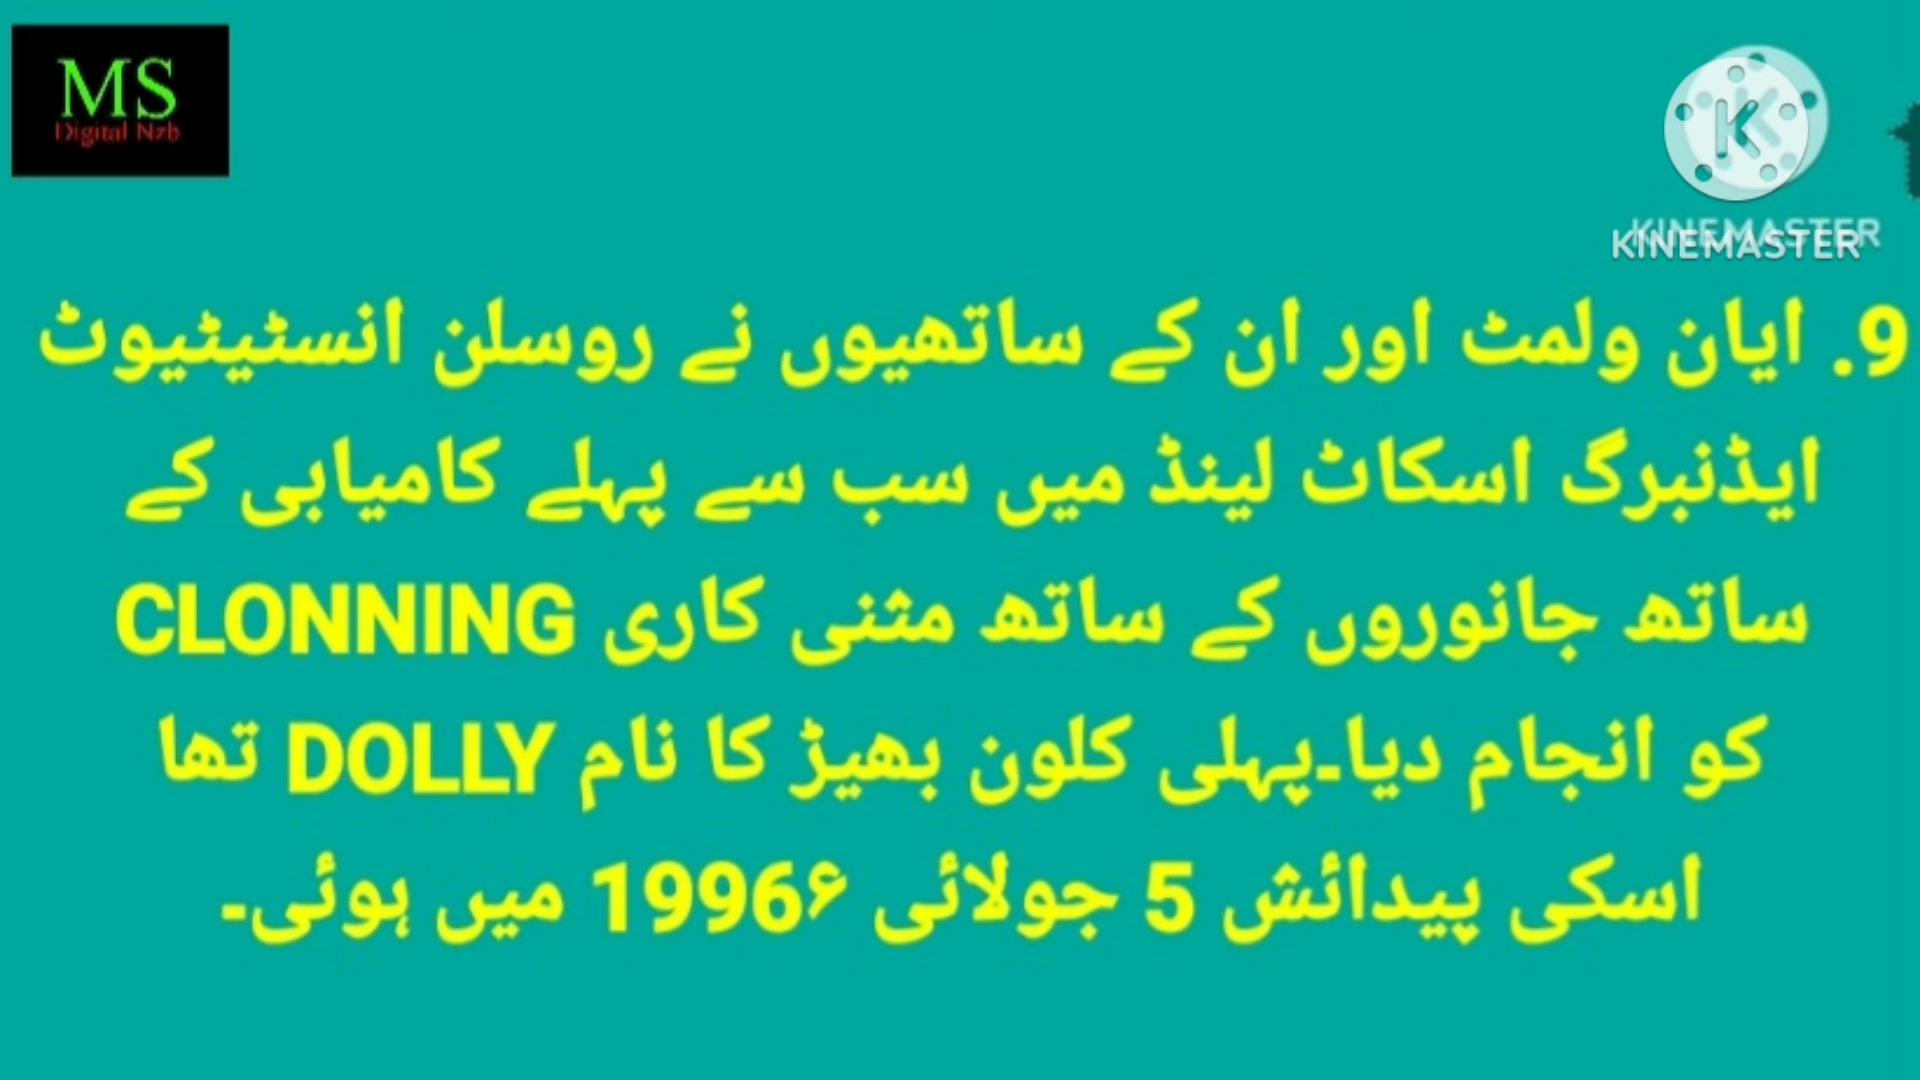 MS
Digital Nzb
KINEMASTER
KINEMASTER
9. ایان ولمٹ اور ان کے ساتھیوں نے روسلن انسٹیٹیوٹ
ایڈنبرگ اسکاٹ لینڈ میں سب سے پہلے کامیابی کے
ساتھ جانوروں کے ساتھ مثنی کاری CLONNING
کو انجام دیا۔پہلی کلون بھیڑ کا نام DOLLY تھا
اسکی پیدائش 5 جولائی 1996ء میں ہوئی۔